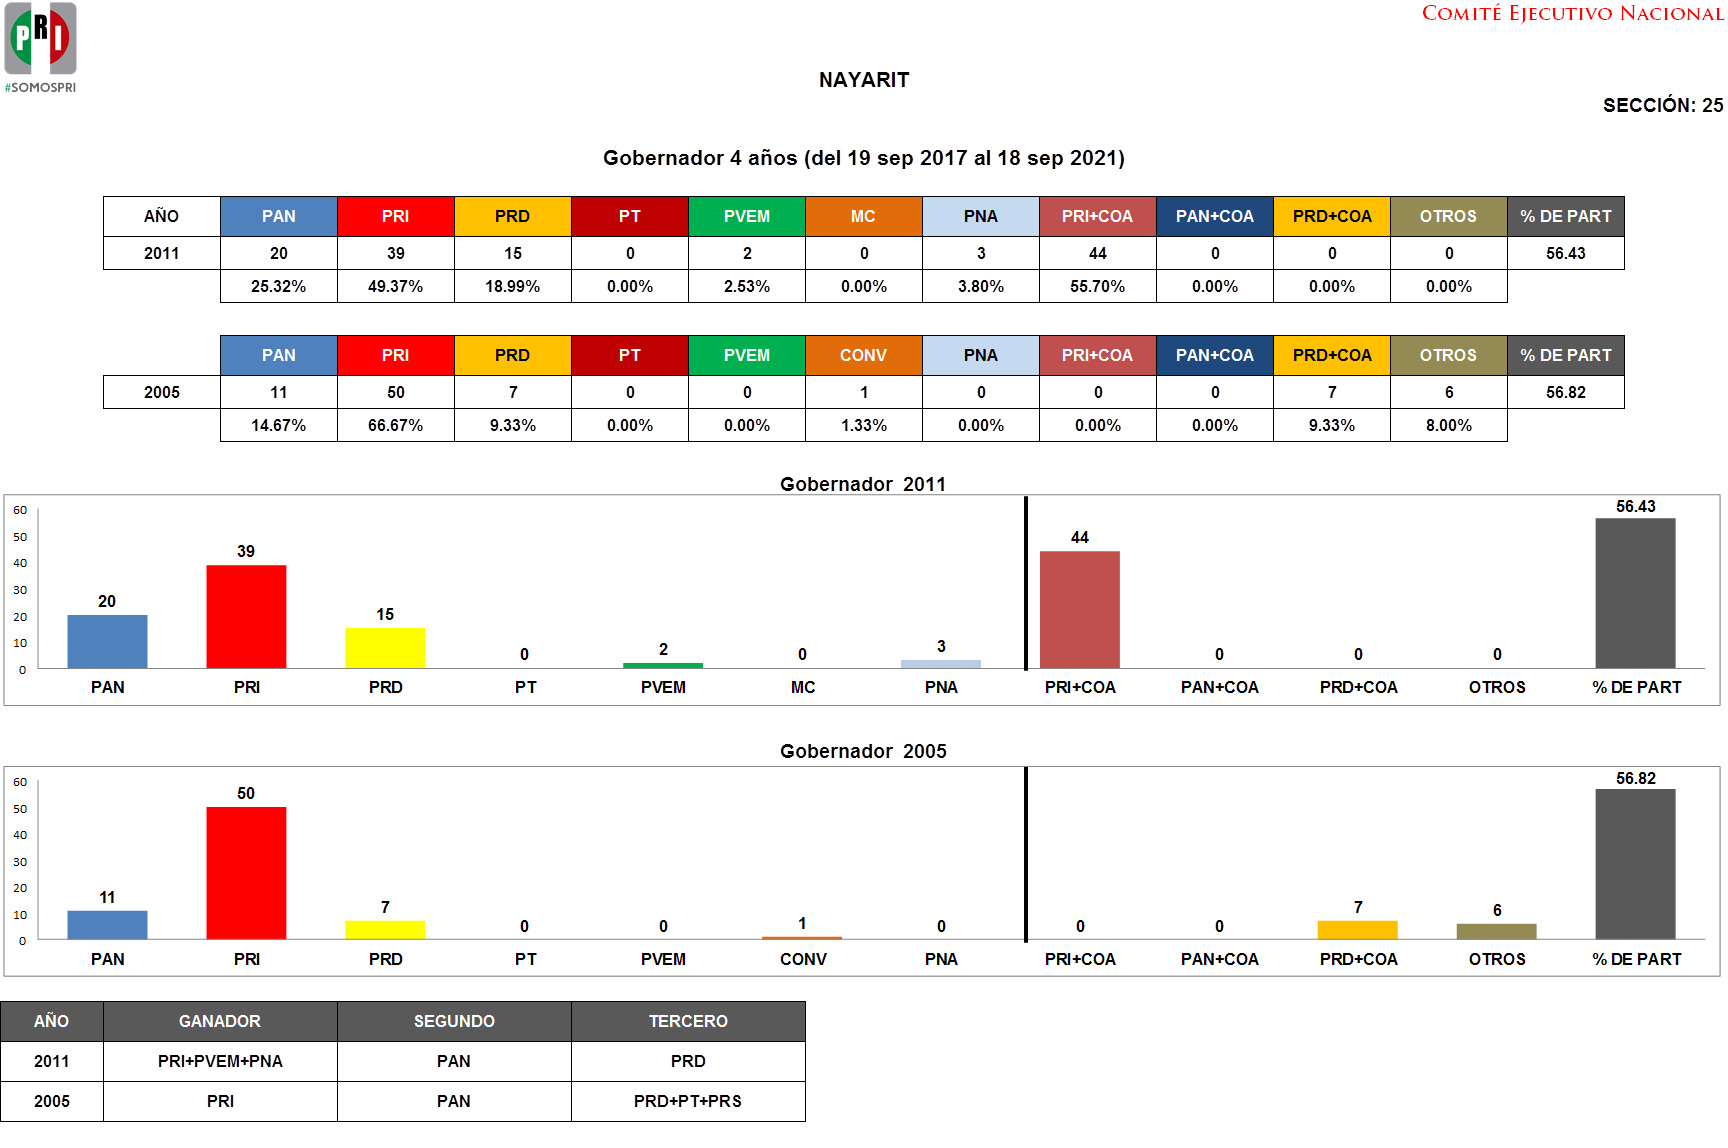 PRI
#SOMOSPRI
COMITÉ EJECUTIVO NACIONAL
NAYARIT
SECCIÓN: 25
Gobernador 4 años (del 19 sep 2017 al 18 sep 2021)
AÑO PAN PRI PRD PT PVEM MC PNA PRI+COA PAN+COA PRD+COA OTROS % DE PART
2011 20 39 15 0 2 0 3 44 0 0 0 56.43
25.32% 49.37% 18.99% 0.00% 2.53% 0.00% 3.80% 55.70% 0.00% 0.00% 0.00%
PAN PRI PRD PT PVEM CONV PNA PRI+COA PAN+COA PRD+COA OTROS % DE PART
2005 11 50 7 0 0 1 0 0 0 7 6 56.82
14.67% 66.67% 9.33% 0.00% 0.00% 1.33% 0.00% 0.00% 0.00% 9.33% 8.00%
Gobernador 2011
60
50
40
30
20
10
0
20 39 15 0 2 0 3 44 0 0 0 56.43
PAN PRI PRD PT PVEM MC PNA PRI+COA PAN+COA PRD+COA OTROS % DE PART
Gobernador 2005
60
50
40
30
20
10
0
11 50 7 0 0 1 0 0 0 7 6 56.82
PAN PRI PRD PT PVEM CONV PNA PRI+COA PAN+COA PRD+COA OTROS % DE PART
AÑO GANADOR SEGUNDO TERCERO
2011 PRI+PVEM+PNA PAN PRD
2005 PRI PAN PRD+PT+PRS